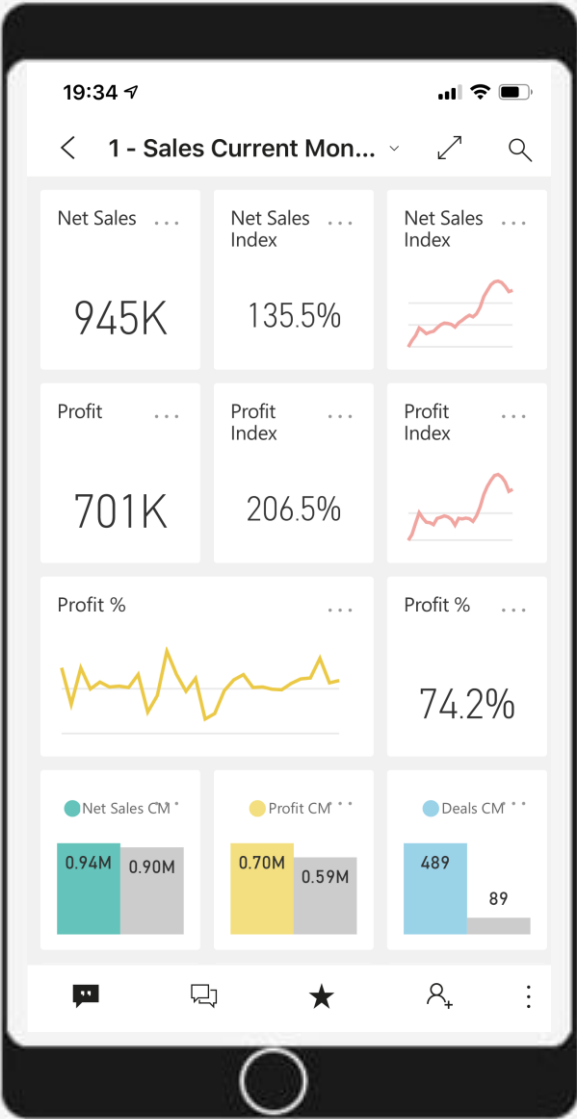 19:34
1 - Sales Current Mon...
Net Sales ...
945K
Net Sales ...
Index
135.5%
Net Sales ...
Index
Profit ...
701K
Profit ...
Index
206.5%
Profit ...
Index
Profit % ...
Profit % ...
74.2%
Net Sales CM
0.94M 0.90M
Profit CM
0.70M 0.59M
Deals CM
489 89